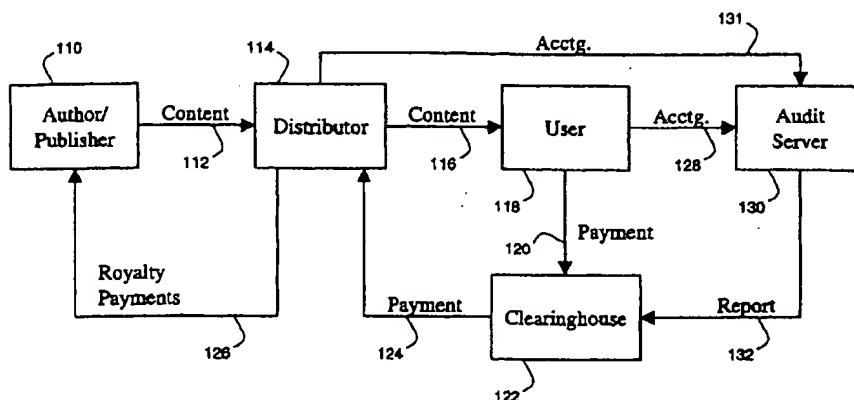 131
110
114
Acctg.
Author/
Publisher
Content
112
Distributor
Content
116
User
118
Acctg.
128
Audit
Server
130
120
Payment
Royalty
Payments
126
Payment
124
Clearinghouse
122
Report
132